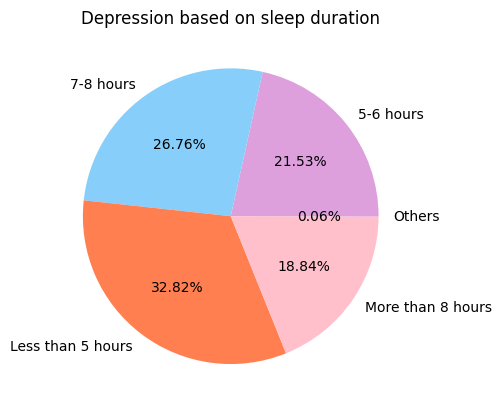 Depression based on sleep duration
7-8 hours
5-6 hours
26.76%
21.53%
0.06%
Others
18.84%
32.82%
More than 8 hours
Less than 5 hours